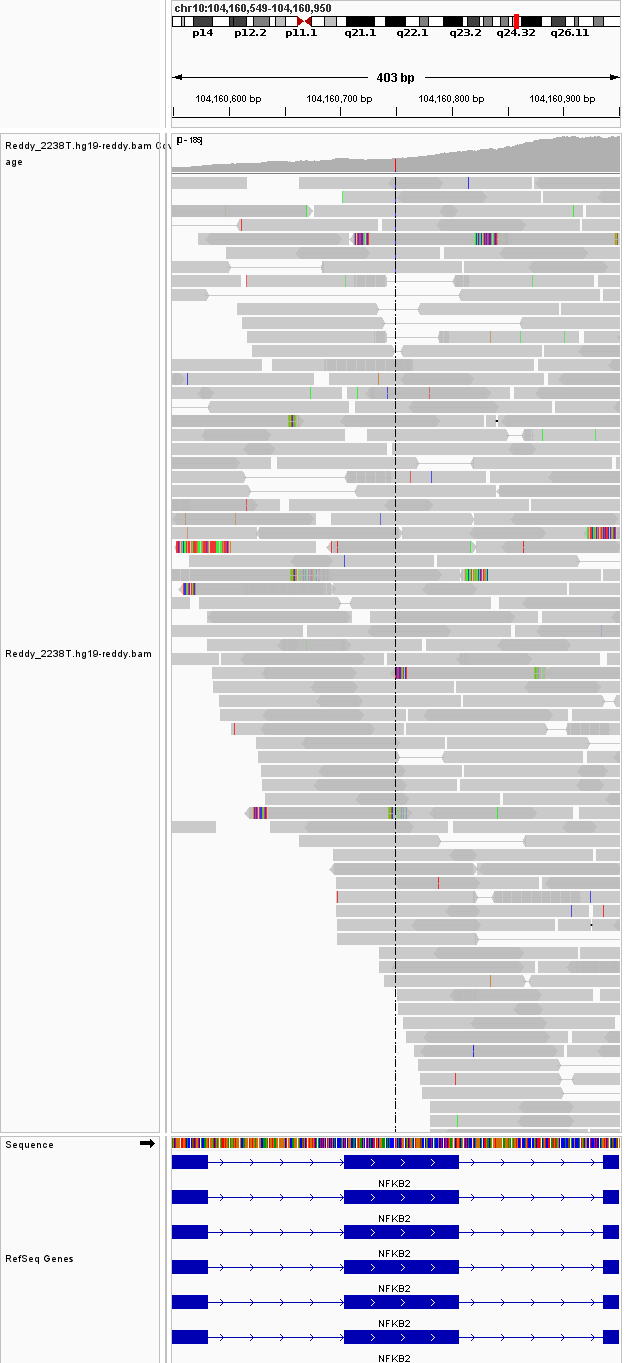 chr10:104,160,549-104,160,950
p14 p12.2 p11.1 q21.1 q22.1 q23.2 q24.32 q26.11
403 bp
104,160,600 bp 104,160,700 bp 104,160,800 bp 104,160,900 bp
Reddy_2238T.hg19-reddy.bam Cov
age
[0 - 185]
Reddy_2238T.hg19-reddy.bam
Sequence
NFKB2
NFKB2
NFKB2
RefSeq Genes
NFKB2
NFKB2
NFKB2